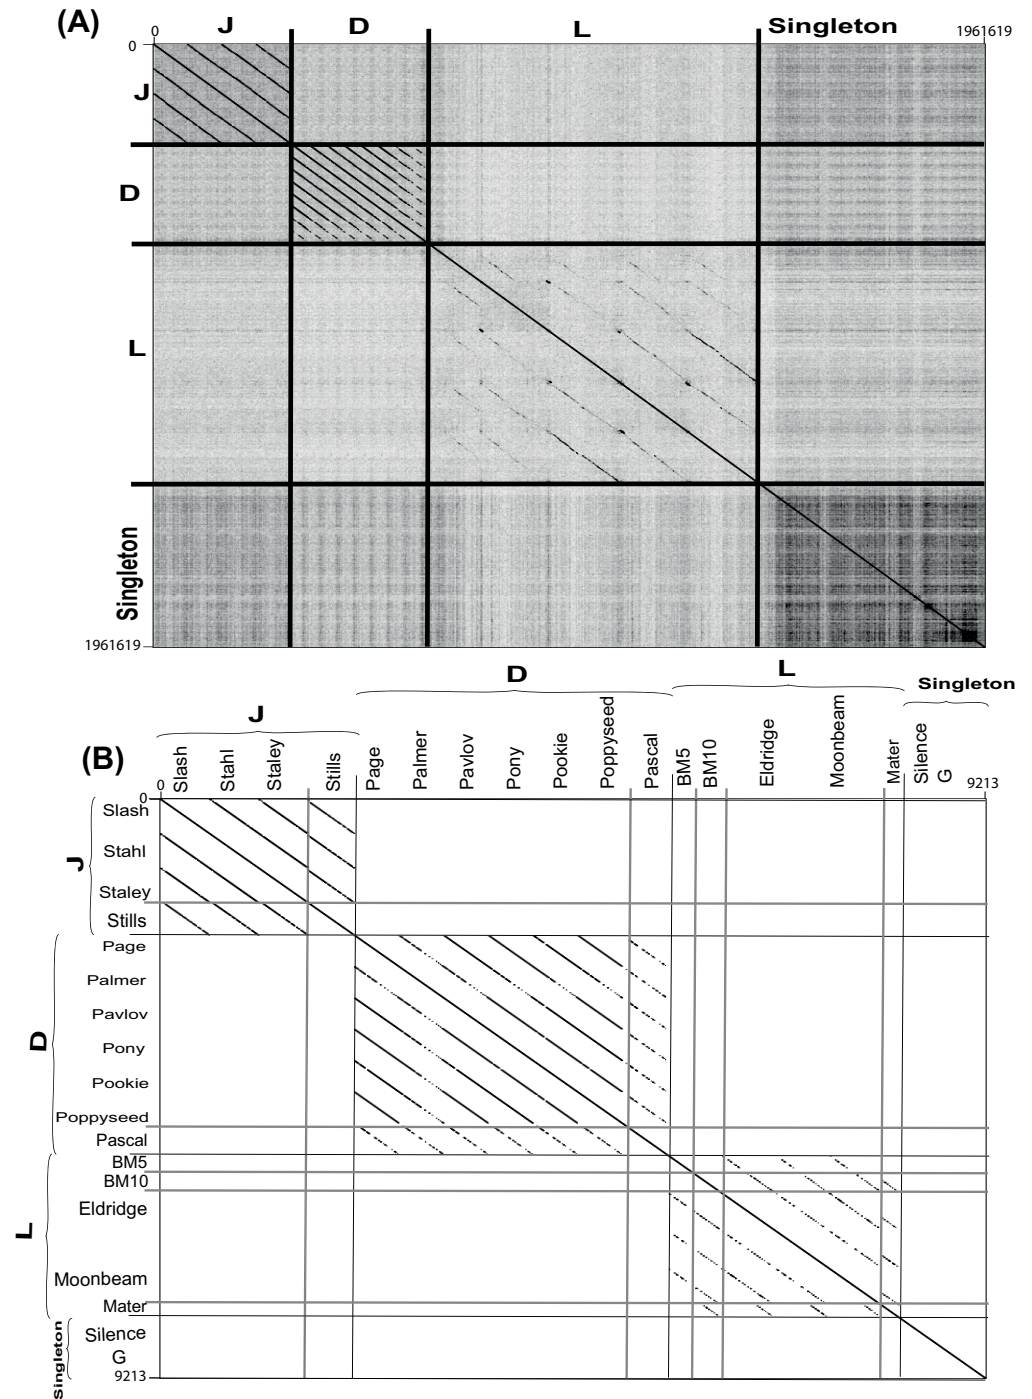 (A)
J D L Singleton
0 1961619
0
J
D
L
Singleton
1961619
(B)
J D L Singleton
Slash Stahl Staley Stills Page Palmer Pavlov Pony Pookie Poppyseed Pascal BM5 BM10 Eldridge Moonbeam Mater Silence G
0 9213
0
J
Slash
Stahl
Staley
Stills
D
Page
Palmer
Pavlov
Pony
Pookie
Poppyseed
Pascal
L
BM5
BM10
Eldridge
Moonbeam
Mater
Singleton
Silence
G
9213